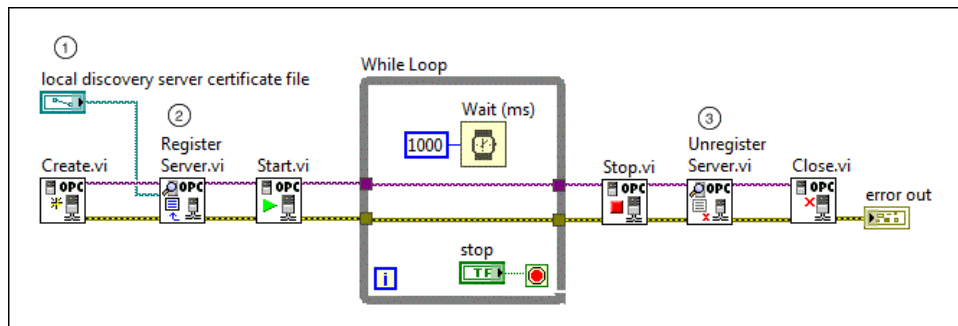 1
local discovery server certificate file
While Loop
Wait (ms)
1000
2
Register
Server.vi
3
Unregister
Server.vi
Create.vi
Start.vi
Stop.vi
Close.vi
OPC
OPC
OPC
OPC
OPC
OPC
error out
stop
TF
i